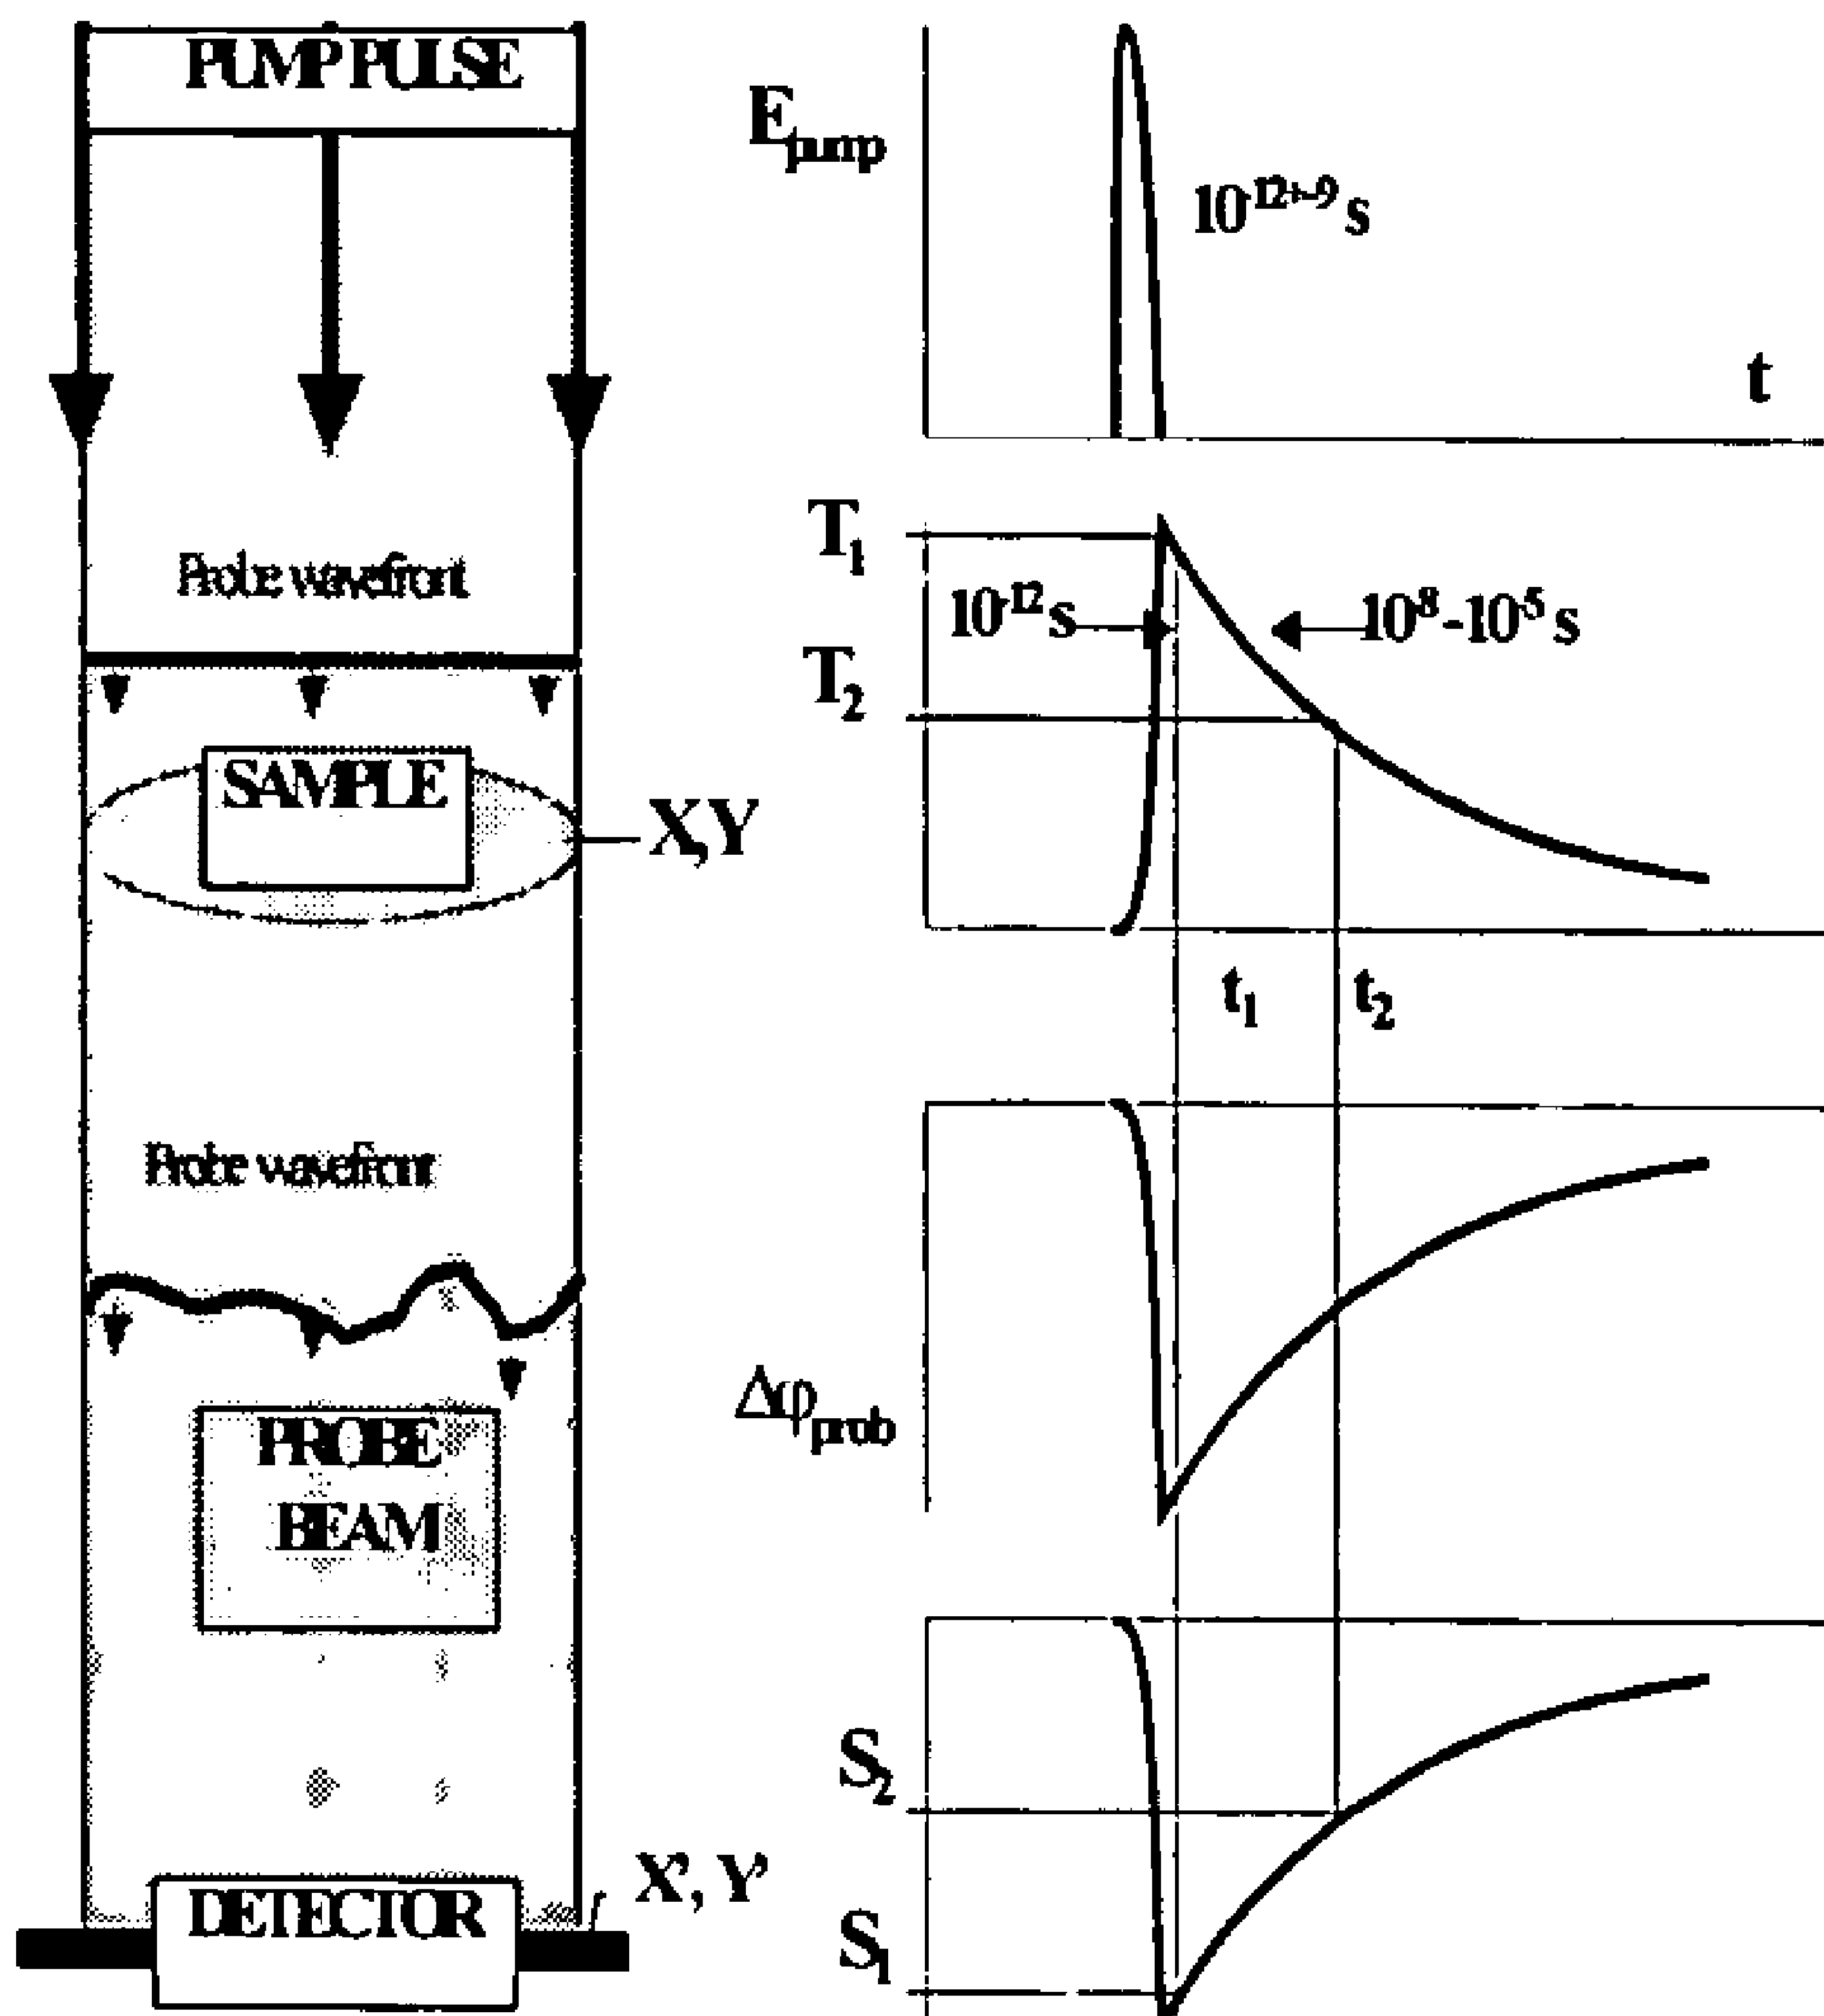 PUMP PULSE
Probe wavefront
SAMPLE
X,Y
Probe wavefront
PROBE
BEAM
DETECTOR
X', Y'
E_pump
10^-12÷-9 s
t
T_1
10^-12 s
10^-8 - 10^-5 s
T_2
t_1
t_2
Δφ_prob
S_2
S_1